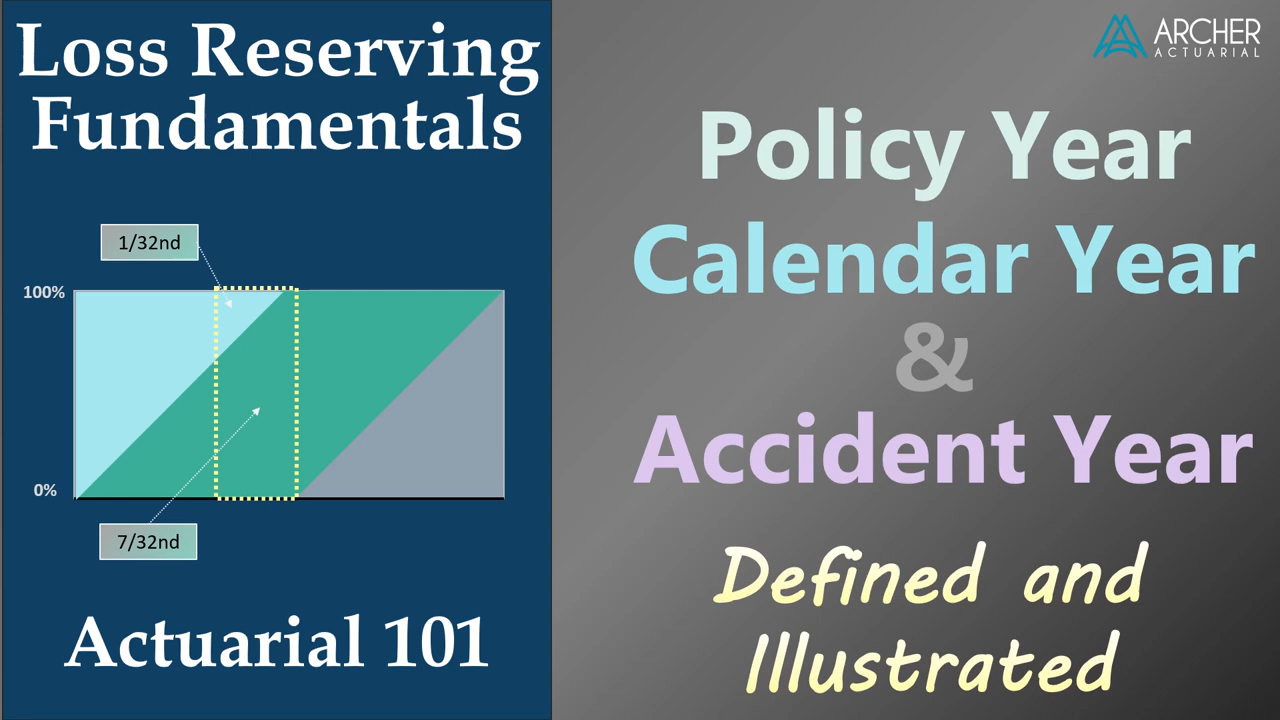 Loss Reserving
Fundamentals
1/32nd
100%
0%
7/32nd
Actuarial 101
ARCHER
ACTUARIAL
Policy Year
Calendar Year
&
Accident Year
Defined and
Illustrated